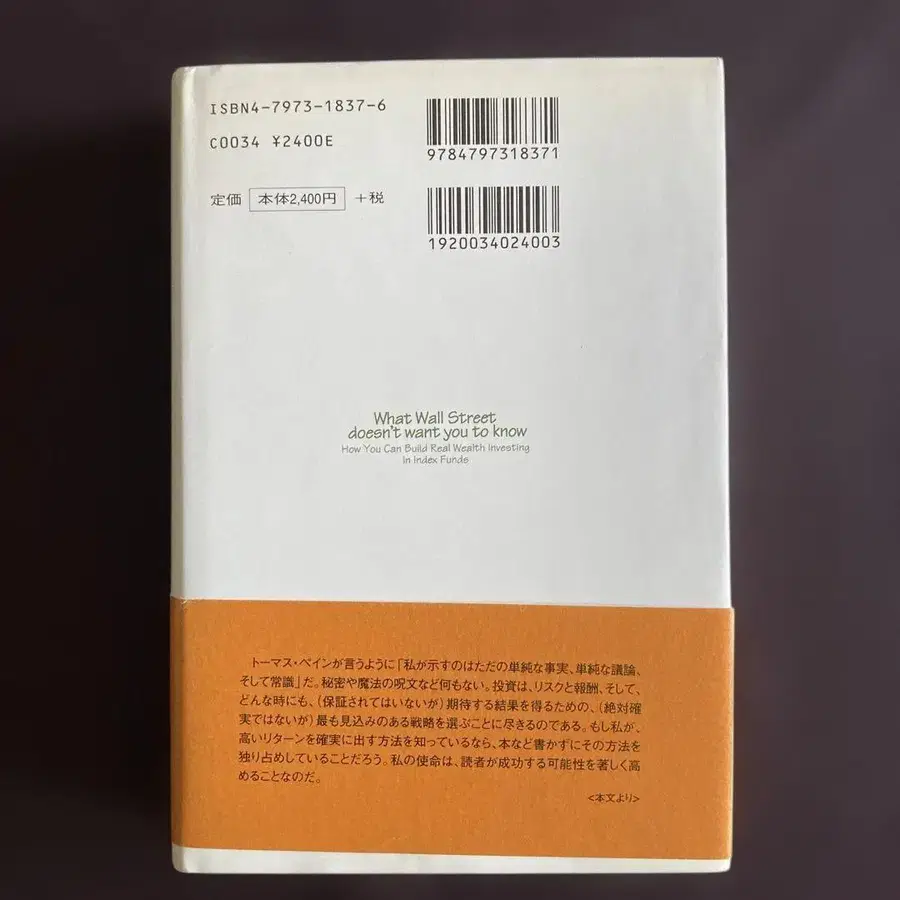 ISBN4-7973-1837-6
C0034 ¥2400E
9784797318371
定価 本体2,400円 +税
1920034024003
What Wall Street
doesn't want you to know
How You Can Build Real Wealth Investing
in Index Funds
トーマス・ペインが言うように「私が示すのはただの単純な事実、単純な議論、
そして常識」だ。秘密や魔法の呪文など何もない。投資は、リスクと報酬、そして、
どんな時にも、(保証されてはいないが)期待する結果を得るための、(絶対確
実ではないが)最も見込みのある戦略を選ぶことに尽きるのである。もし私が、
高いリターンを確実に出す方法を知っているなら、本など書かずにその方法を
独り占めしていることだろう。私の使命は、読者が成功する可能性を著しく高
めることなのだ。
<本文より>